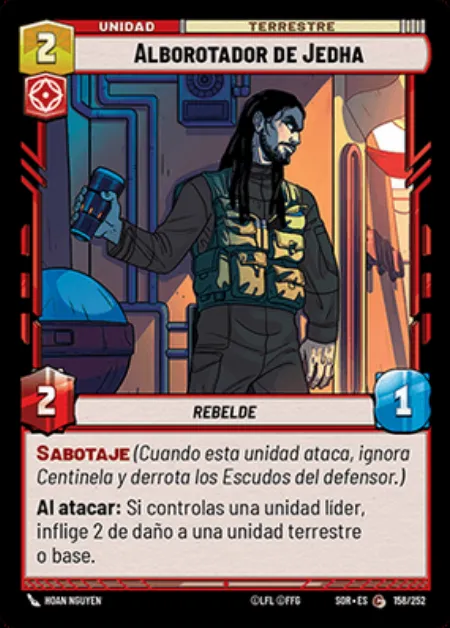 UNIDAD
TERRESTRE
2
ALBOROTADOR DE JEDHA
2
REBELDE
1
SABOTAJE (Cuando esta unidad ataca, ignora
Centinela y derrota los Escudos del defensor.)
Al atacar: Si controlas una unidad líder,
inflige 2 de daño a una unidad terrestre
o base.
HOAN NGUYEN
©LFL ©FFG
SOR • ES C 158/252